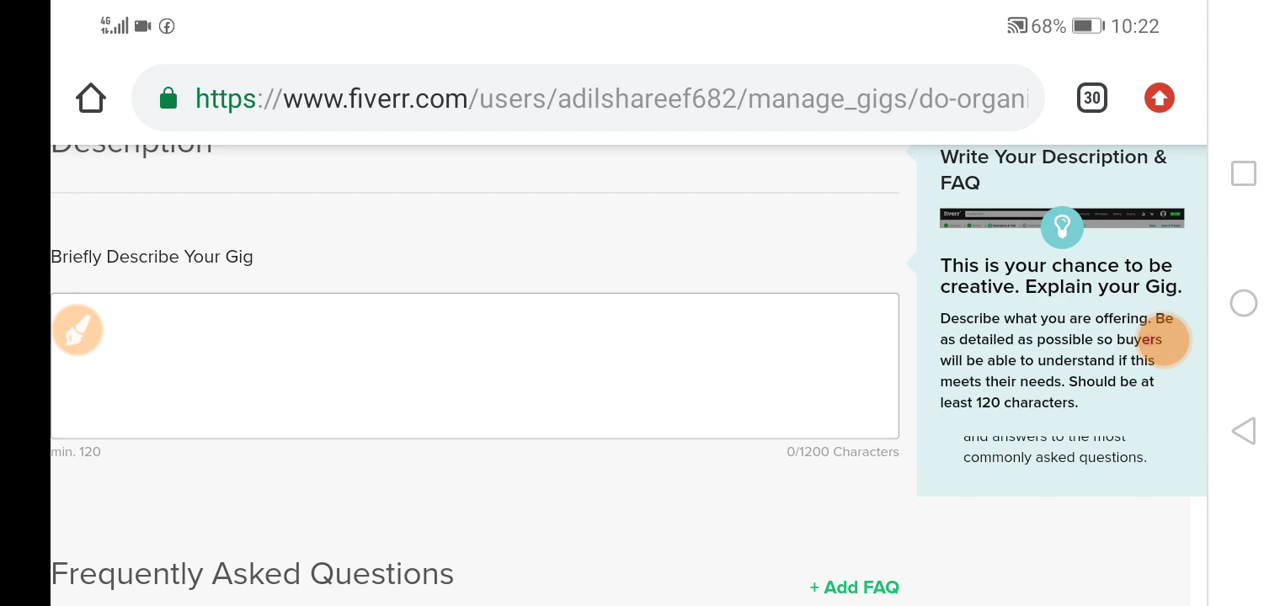 4G
68% 10:22
https://www.fiverr.com/users/adilshareef682/manage_gigs/do-organi
30
Description
Briefly Describe Your Gig
min. 120
0/1200 Characters
Frequently Asked Questions
+ Add FAQ
Write Your Description &
FAQ
This is your chance to be
creative. Explain your Gig.
Describe what you are offering. Be
as detailed as possible so buyers
will be able to understand if this
meets their needs. Should be at
least 120 characters.
and answers to the most
commonly asked questions.